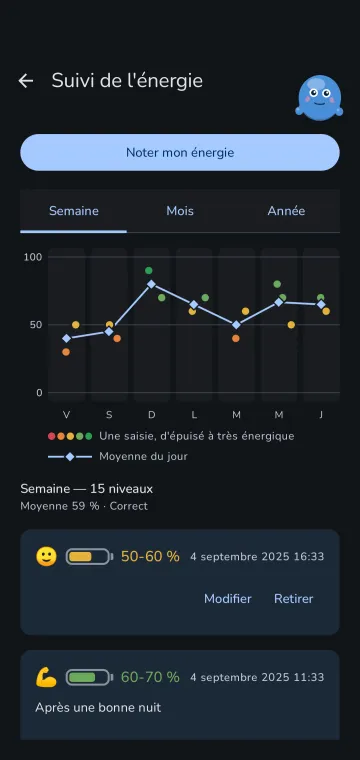 Suivi de l'énergie
Noter mon énergie
Semaine Mois Année
100
50
0
V S D L M M J
Une saisie, d'épuisé à très énergique
Moyenne du jour
Semaine — 15 niveaux
Moyenne 59 % · Correct
50-60 % 4 septembre 2025 16:33
Modifier Retirer
60-70 % 4 septembre 2025 11:33
Après une bonne nuit